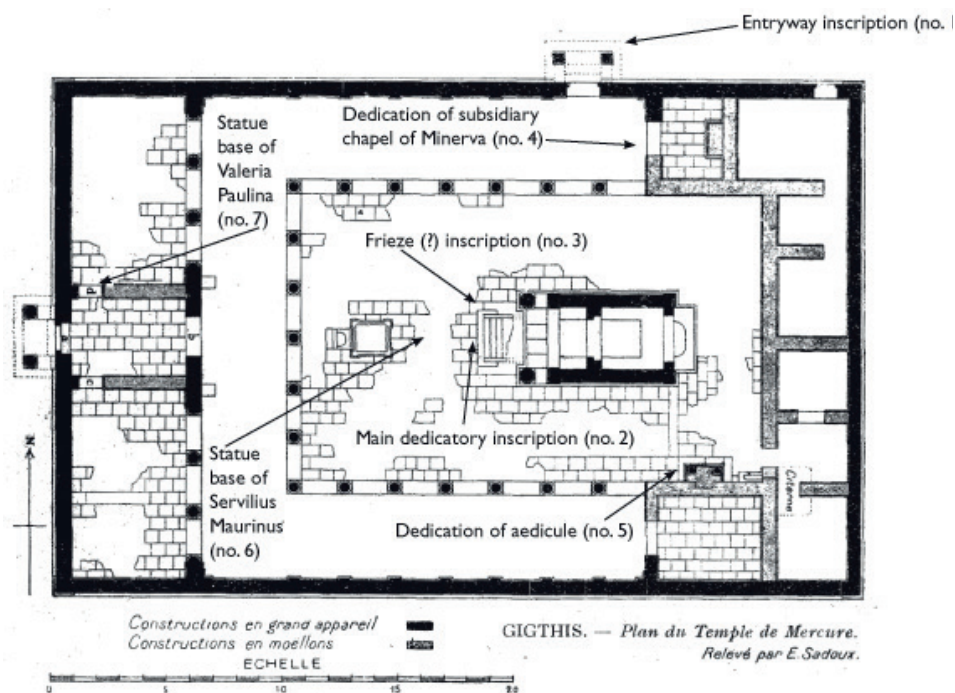 Entryway inscription (no. 1
Dedication of subsidiary
chapel of Minerva (no. 4)
Statue
base of
Valeria
Paulina
(no. 7)
Frieze (?) inscription (no. 3)
Main dedicatory inscription (no. 2)
Statue
base of
Servilius
Maurinus
(no. 6)
Dedication of aedicule (no. 5)
Citerne
N
Constructions en grand appareil
Constructions en moellons
ECHELLE
0 5 10 15 20
GIGTHIS. — Plan du Temple de Mercure.
Relevé par E. Sadoux.